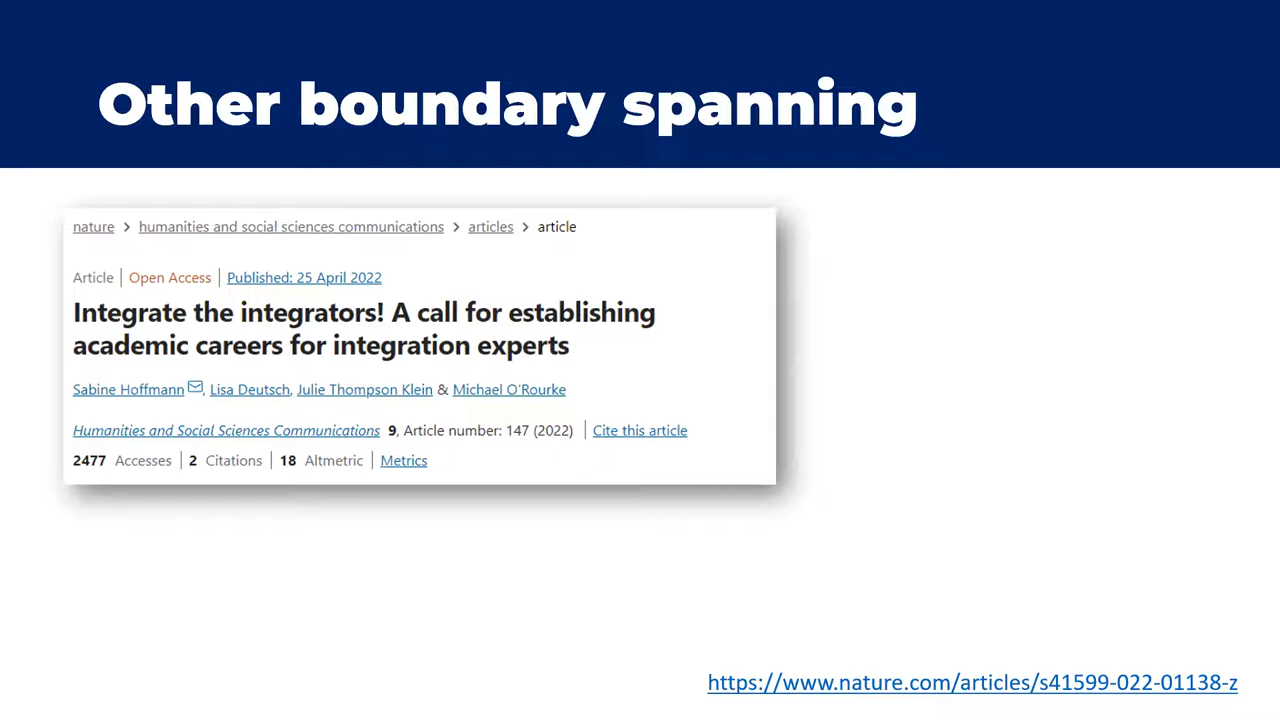 Other boundary spanning
nature > humanities and social sciences communications > articles > article
Article | Open Access | Published: 25 April 2022
Integrate the integrators! A call for establishing
academic careers for integration experts
Sabine Hoffmann, Lisa Deutsch, Julie Thompson Klein & Michael O´Rourke
Humanities and Social Sciences Communications 9, Article number: 147 (2022) | Cite this article
2477 Accesses | 2 Citations | 18 Altmetric | Metrics
https://www.nature.com/articles/s41599-022-01138-z